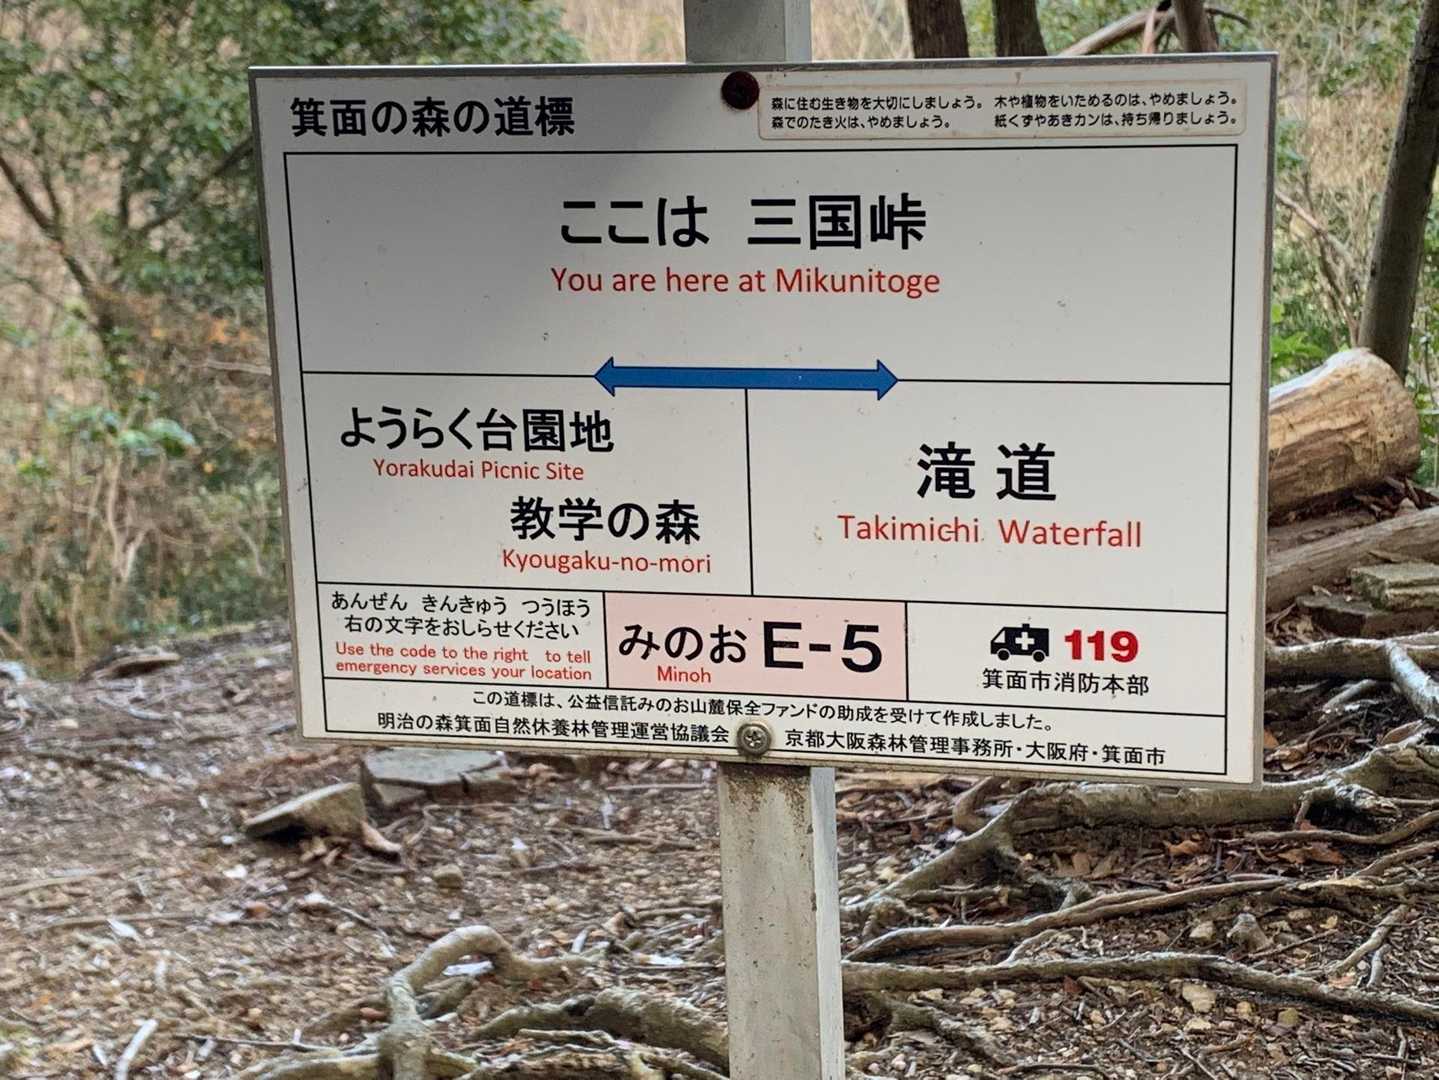 箕面の森の道標
森に住む生き物を大切にしましょう。 木や植物をいためるのは、やめましょう。
森でのたき火は、やめましょう。 紙くずやあきカンは、持ち帰りましょう。
ここは 三国峠
You are here at Mikunitoge
ようらく台園地
Yorakudai Picnic Site
教学の森
Kyougaku-no-mori
滝道
Takimichi Waterfall
あんぜん きんきゅう つうほう
右の文字をおしらせください
Use the code to the right to tell
emergency services your location
みのお E-5
Minoh
119
箕面市消防本部
この道標は、公益信託みのお山麓保全ファンドの助成を受けて作成しました。
明治の森箕面自然休養林管理運営協議会 京都大阪森林管理事務所・大阪府・箕面市